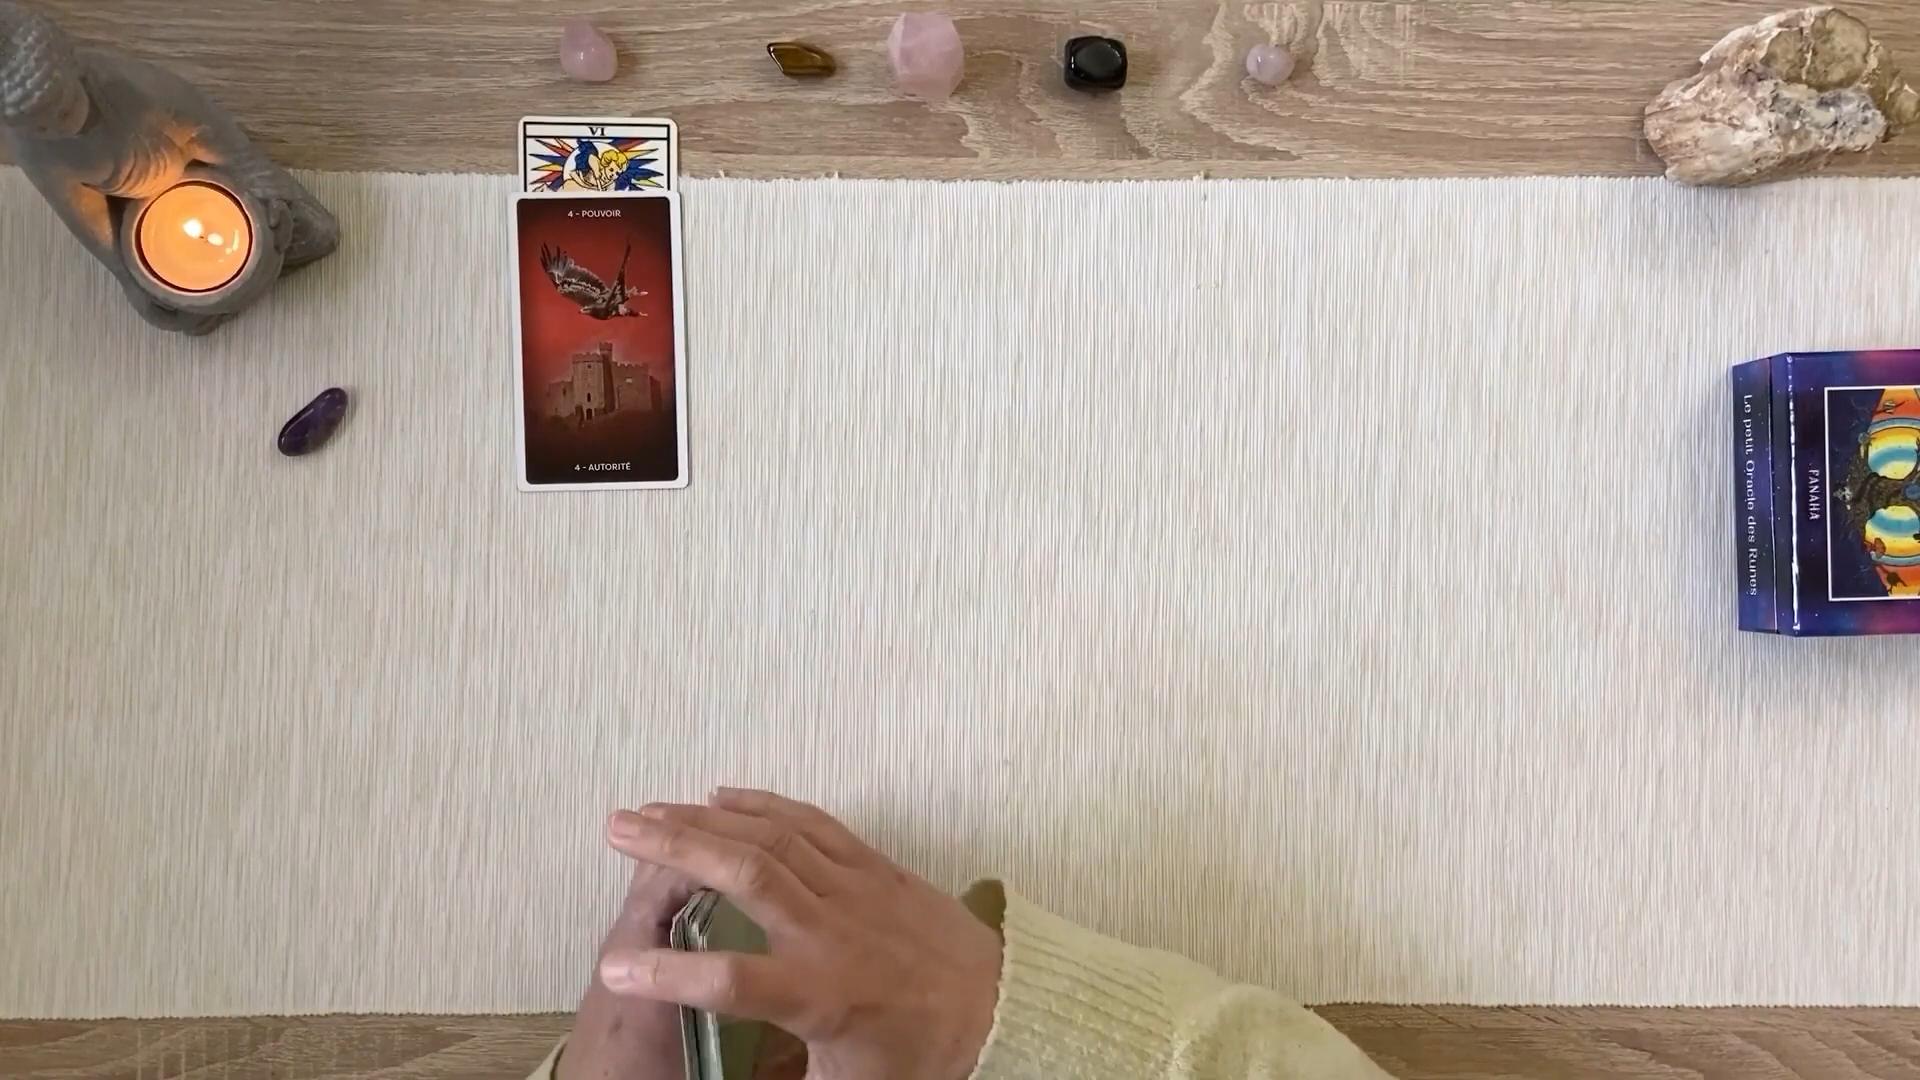 VI
4 - POUVOIR
4 - AUTORITÉ
Le petit Oracle des Runes
FANAHA